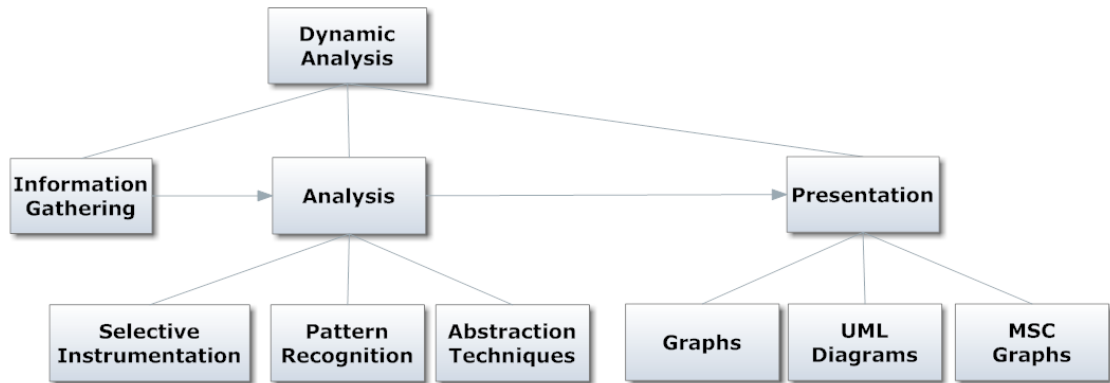 Dynamic
Analysis
Information
Gathering
Analysis
Presentation
Selective
Instrumentation
Pattern
Recognition
Abstraction
Techniques
Graphs
UML
Diagrams
MSC
Graphs